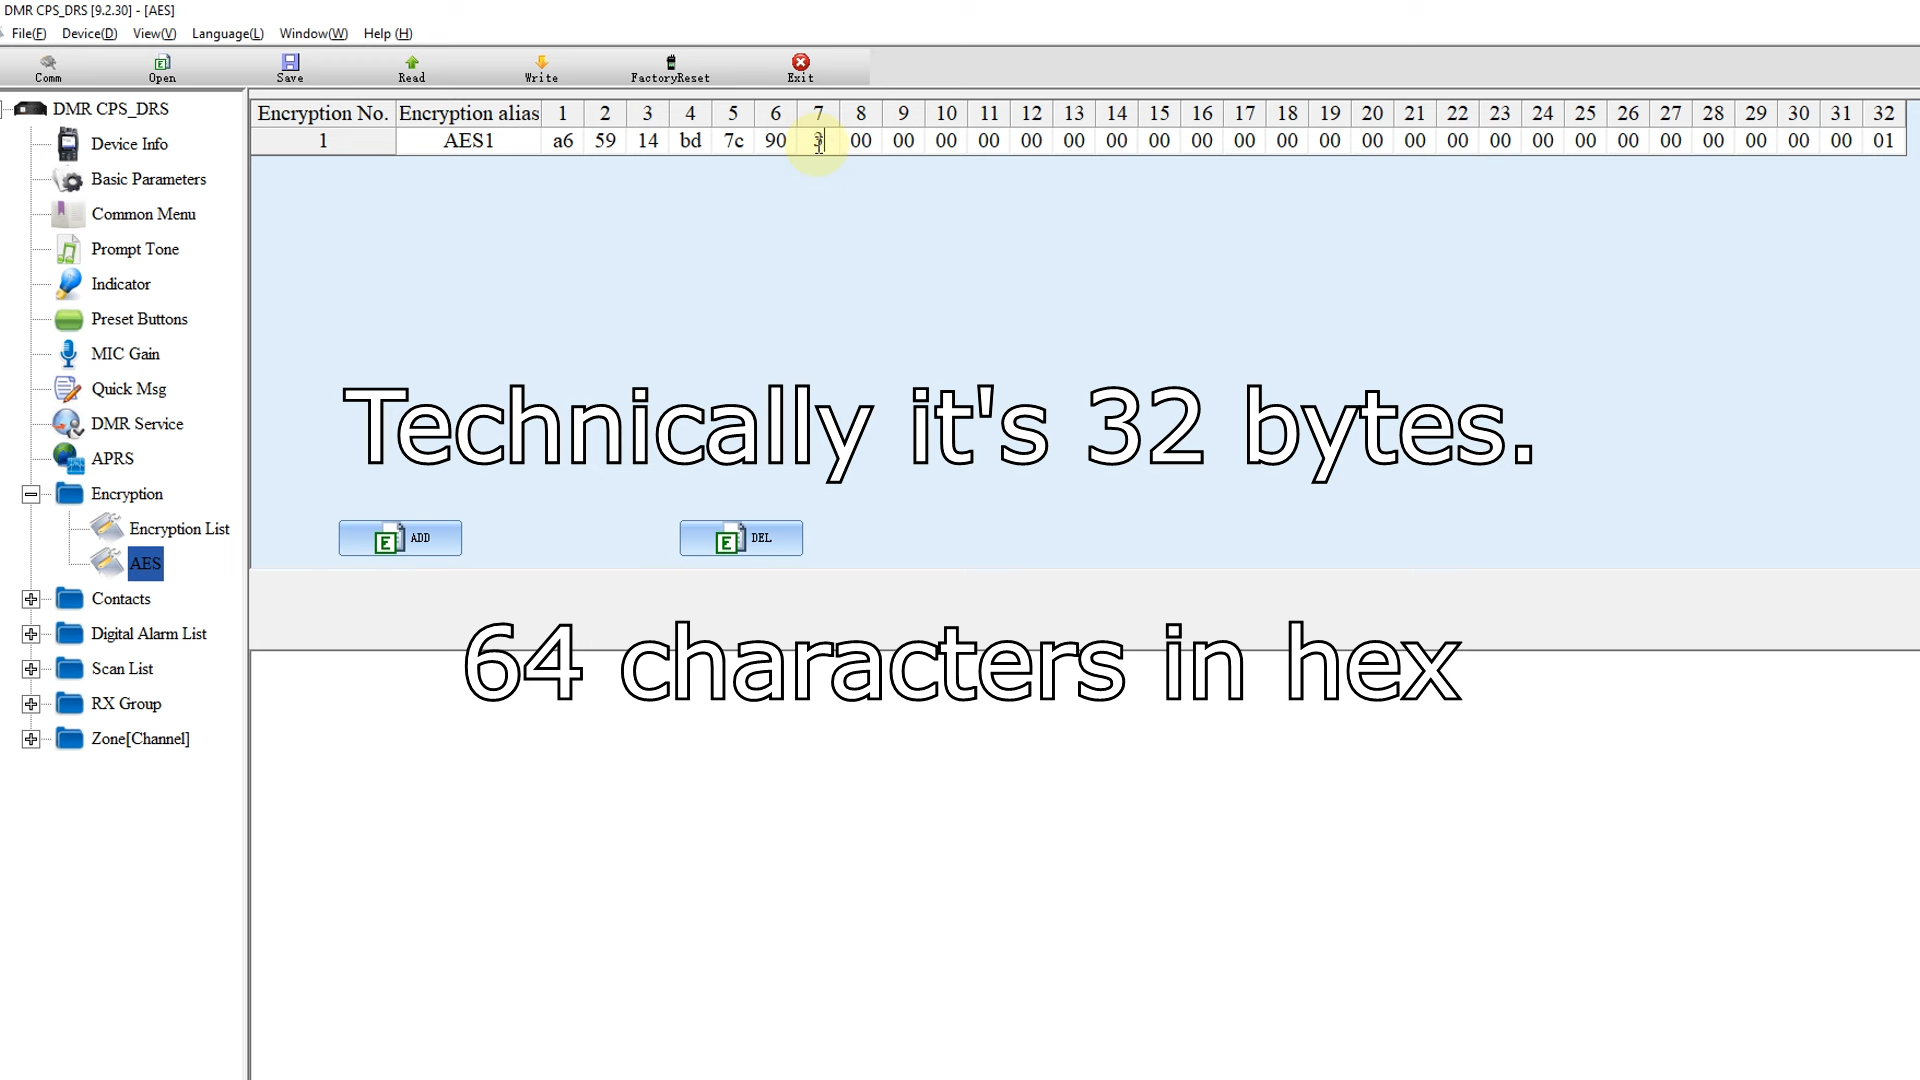 DMR CPS_DRS [9.2.30] - [AES]
File(F) Device(D) View(V) Language(L) Window(W) Help (H)
Comm Open Save Read Write FactoryReset Exit
DMR CPS_DRS
Device Info
Basic Parameters
Common Menu
Prompt Tone
Indicator
Preset Buttons
MIC Gain
Quick Msg
DMR Service
APRS
Encryption
Encryption List
AES
Contacts
Digital Alarm List
Scan List
RX Group
Zone[Channel]
Encryption No. Encryption alias 1 2 3 4 5 6 7 8 9 10 11 12 13 14 15 16 17 18 19 20 21 22 23 24 25 26 27 28 29 30 31 32
1 AES1 a6 59 14 bd 7c 90 00 00 00 00 00 00 00 00 00 00 00 00 00 00 00 00 00 00 00 00 00 00 00 00 01
Technically it's 32 bytes.
ADD DEL
64 characters in hex